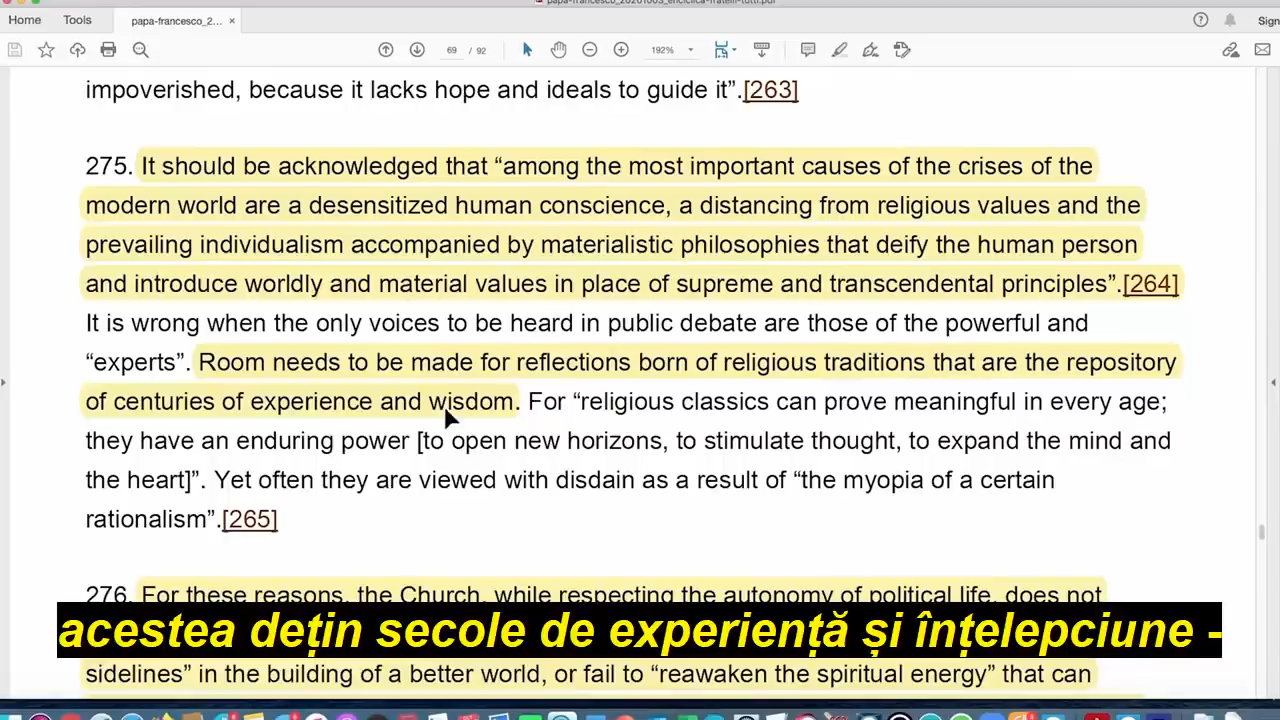 papa-francesco_20201003_enciclica-fratelli-tutti.pdf
Home Tools papa-francesco_2... × Sign
69 / 92 192%
impoverished, because it lacks hope and ideals to guide it”.[263]
275. It should be acknowledged that “among the most important causes of the crises of the
modern world are a desensitized human conscience, a distancing from religious values and the
prevailing individualism accompanied by materialistic philosophies that deify the human person
and introduce worldly and material values in place of supreme and transcendental principles”.[264]
It is wrong when the only voices to be heard in public debate are those of the powerful and
“experts”. Room needs to be made for reflections born of religious traditions that are the repository
of centuries of experience and wisdom. For “religious classics can prove meaningful in every age;
they have an enduring power [to open new horizons, to stimulate thought, to expand the mind and
the heart]”. Yet often they are viewed with disdain as a result of “the myopia of a certain
rationalism”.[265]
276. For these reasons, the Church, while respecting the autonomy of political life, does not
acestea dețin secole de experiență și înțelepciune -
sidelines” in the building of a better world, or fail to “reawaken the spiritual energy” that can